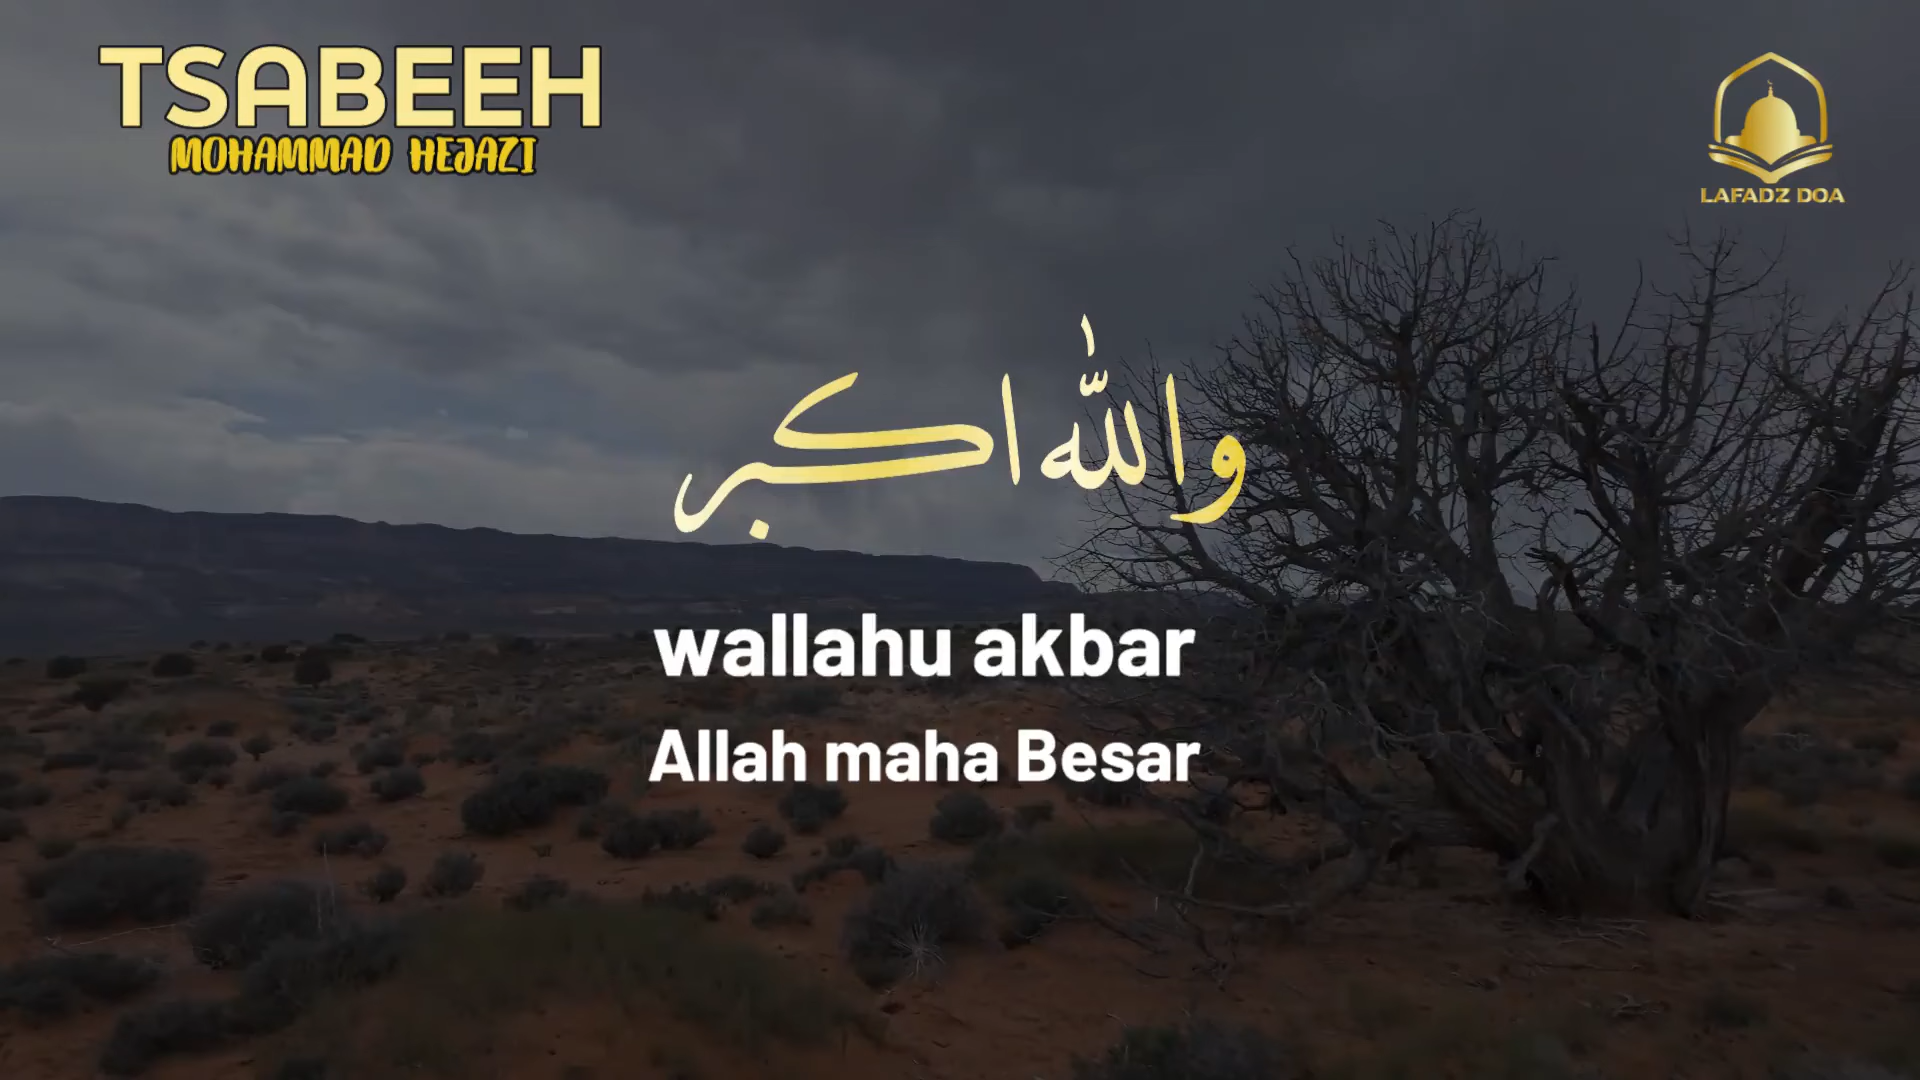 TSABEEH
MOHAMMAD HEJAZI
LAFADZ DOA
والله اكبر
wallahu akbar
Allah maha Besar